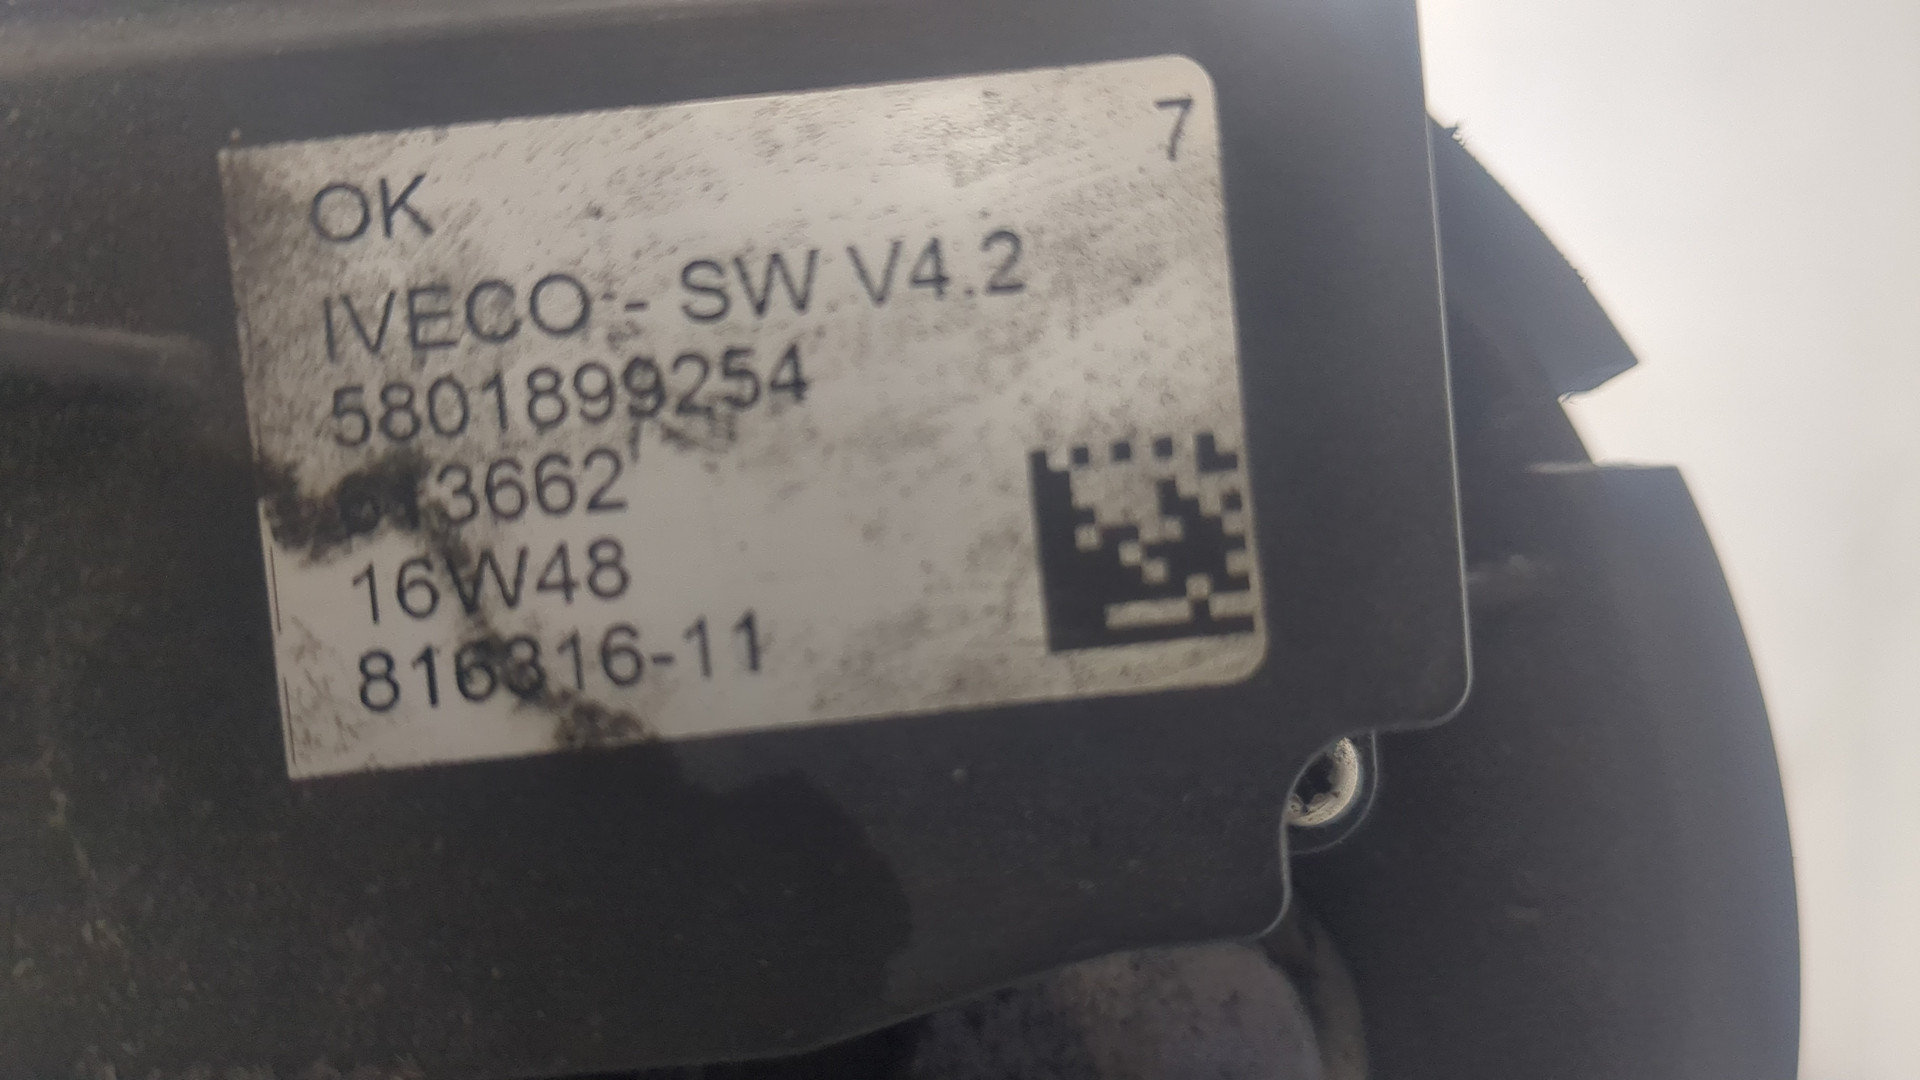 7
OK
IVECO - SW V4.2
5801899254
16W48
816316-11